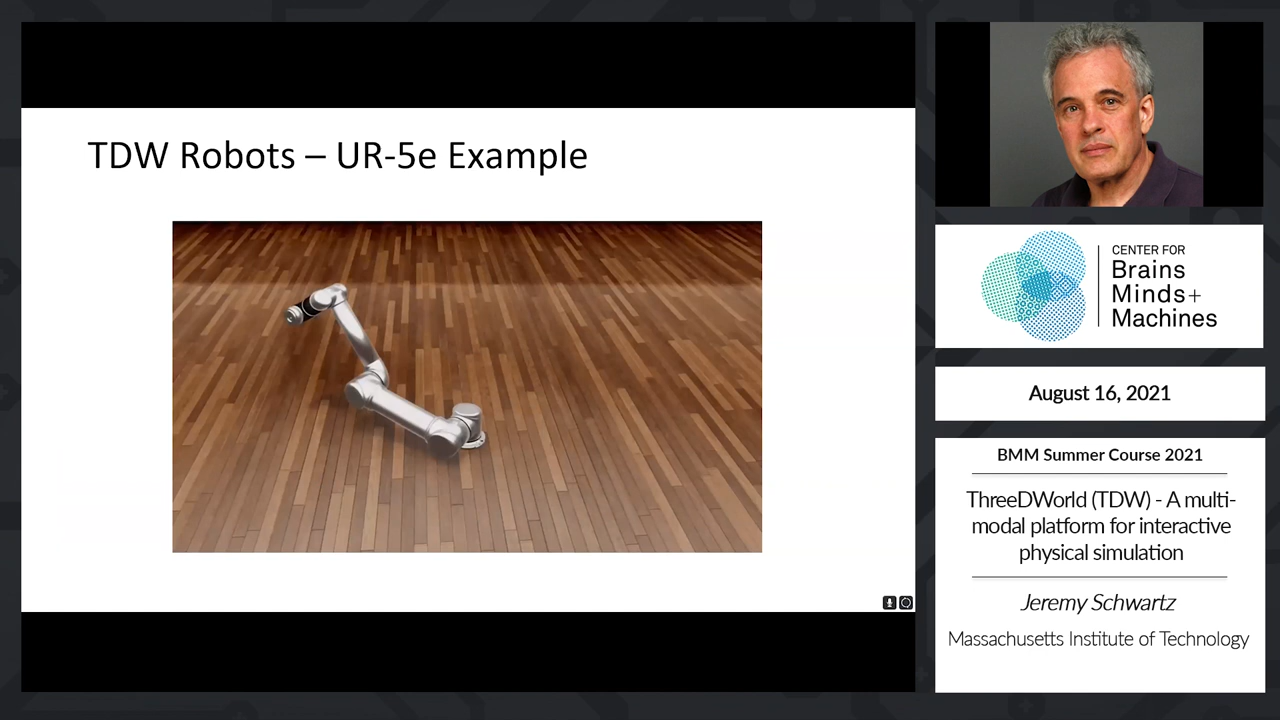 TDW Robots – UR-5e Example
CENTER FOR
Brains
Minds+
Machines
August 16, 2021
BMM Summer Course 2021
ThreeDWorld (TDW) - A multi-
modal platform for interactive
physical simulation
Jeremy Schwartz
Massachusetts Institute of Technology